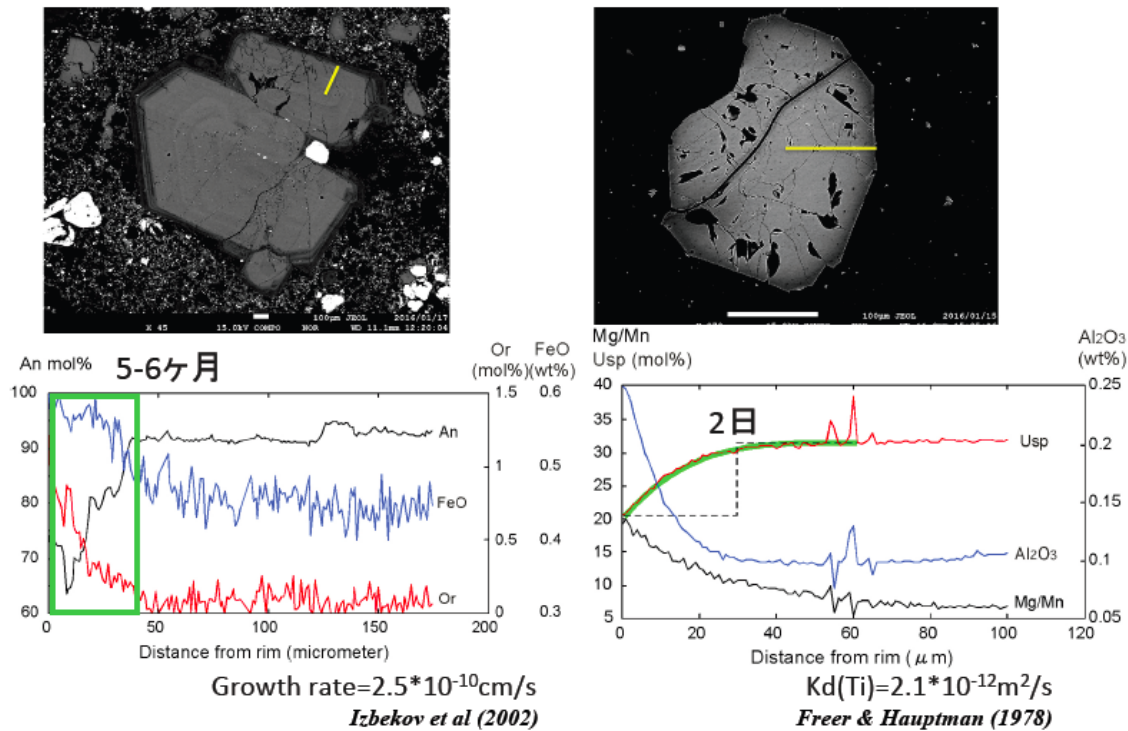 X 45 15.0kV COMPO NOR 100μm JEOL 2016/01/17
WD 11.1mm 12:20:04
100μm JEOL 2016/01/15
An mol%
5-6ヶ月
Or
(mol%)
FeO
(wt%)
100
90
80
70
60
1.5
1
0.5
0
0.6
0.5
0.4
0.3
An
FeO
Or
0
50
100
150
200
Distance from rim (micrometer)
Growth rate=2.5*10-10cm/s
Izbekov et al (2002)
Mg/Mn
Usp (mol%)
Al2O3
(wt%)
40
35
30
25
20
15
10
5
0.25
0.2
0.15
0.1
0.05
2日
Usp
Al2O3
Mg/Mn
0
20
40
60
80
100
120
Distance from rim (μm)
Kd(Ti)=2.1*10-12m2/s
Freer & Hauptman (1978)